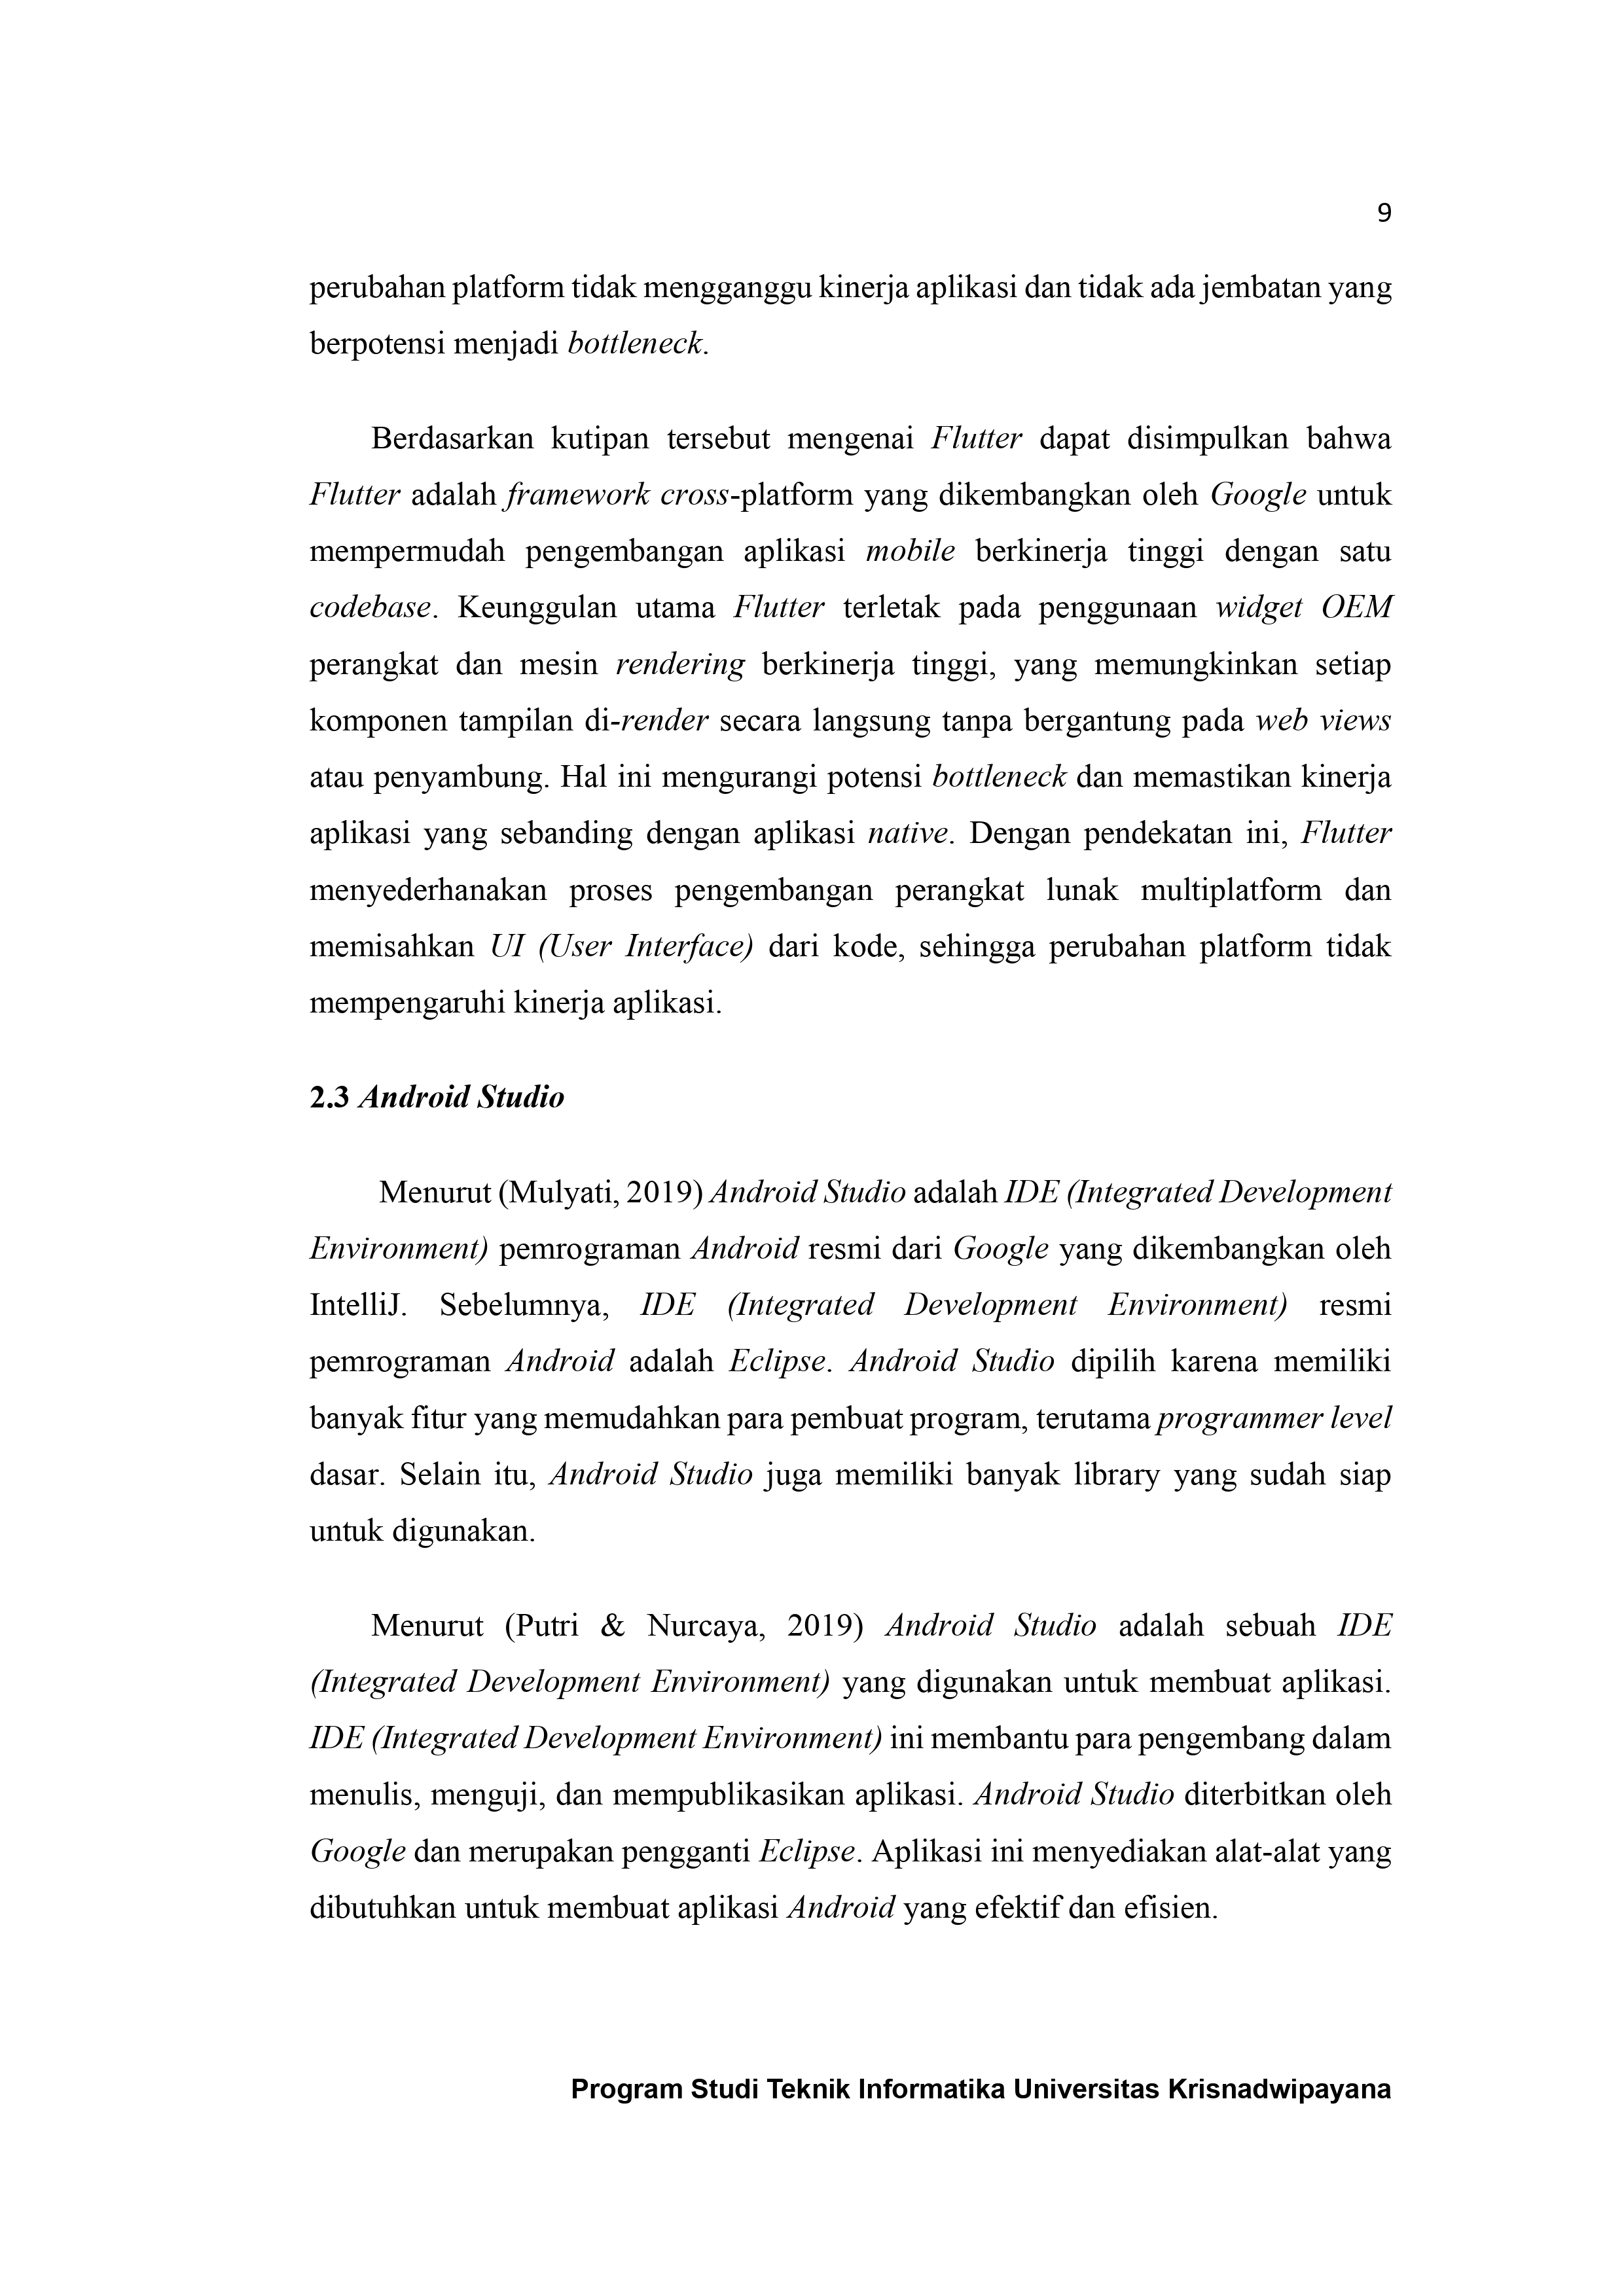 9
perubahan platform tidak mengganggu kinerja aplikasi dan tidak ada jembatan yang
berpotensi menjadi bottleneck.
Berdasarkan kutipan tersebut mengenai Flutter dapat disimpulkan bahwa
Flutter adalah framework cross-platform yang dikembangkan oleh Google untuk
mempermudah pengembangan aplikasi mobile berkinerja tinggi dengan satu
codebase. Keunggulan utama Flutter terletak pada penggunaan widget OEM
perangkat dan mesin rendering berkinerja tinggi, yang memungkinkan setiap
komponen tampilan di-render secara langsung tanpa bergantung pada web views
atau penyambung. Hal ini mengurangi potensi bottleneck dan memastikan kinerja
aplikasi yang sebanding dengan aplikasi native. Dengan pendekatan ini, Flutter
menyederhanakan proses pengembangan perangkat lunak multiplatform dan
memisahkan UI (User Interface) dari kode, sehingga perubahan platform tidak
mempengaruhi kinerja aplikasi.
2.3 Android Studio
Menurut (Mulyati, 2019) Android Studio adalah IDE (Integrated Development
Environment) pemrograman Android resmi dari Google yang dikembangkan oleh
IntelliJ. Sebelumnya, IDE (Integrated Development Environment) resmi
pemrograman Android adalah Eclipse. Android Studio dipilih karena memiliki
banyak fitur yang memudahkan para pembuat program, terutama programmer level
dasar. Selain itu, Android Studio juga memiliki banyak library yang sudah siap
untuk digunakan.
Menurut (Putri & Nurcaya, 2019) Android Studio adalah sebuah IDE
(Integrated Development Environment) yang digunakan untuk membuat aplikasi.
IDE (Integrated Development Environment) ini membantu para pengembang dalam
menulis, menguji, dan mempublikasikan aplikasi. Android Studio diterbitkan oleh
Google dan merupakan pengganti Eclipse. Aplikasi ini menyediakan alat-alat yang
dibutuhkan untuk membuat aplikasi Android yang efektif dan efisien.
Program Studi Teknik Informatika Universitas Krisnadwipayana